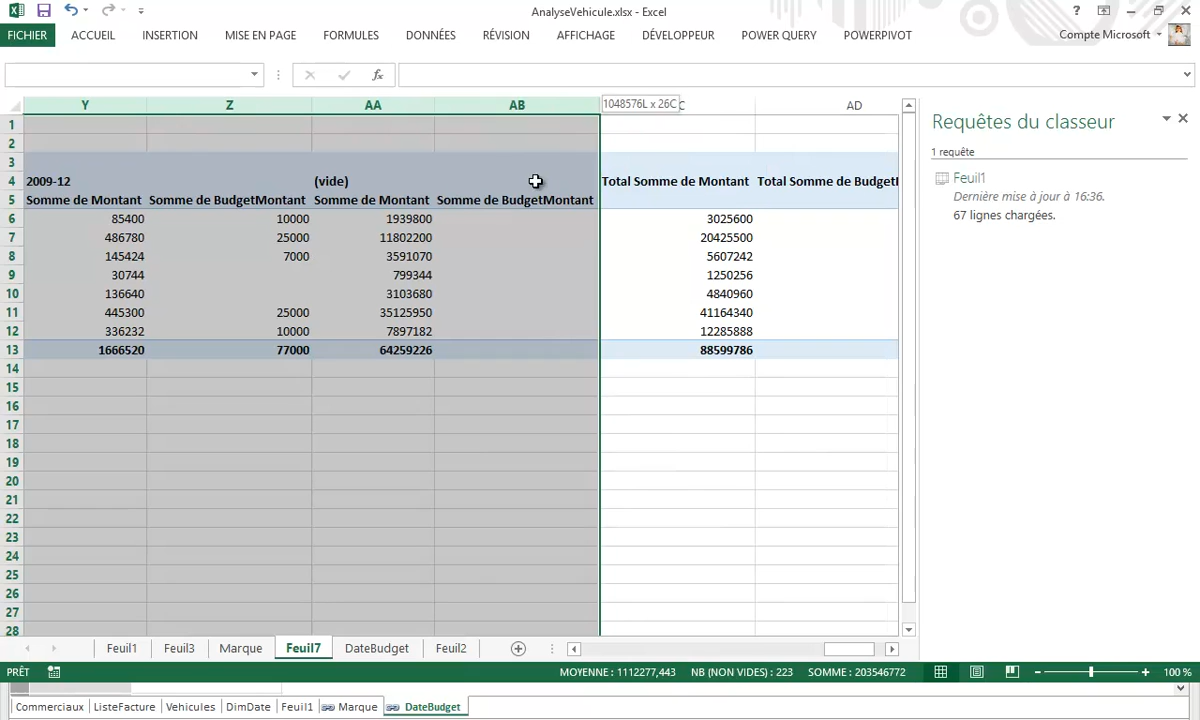 AnalyseVehicule.xlsx - Excel
FICHIER ACCUEIL INSERTION MISE EN PAGE FORMULES DONNÉES RÉVISION AFFICHAGE DÉVELOPPEUR POWER QUERY POWERPIVOT Compte Microsoft
fx
Y Z AA AB 1048576L x 26C C AD
1
2
3
4 2009-12 (vide) Total Somme de Montant Total Somme de Budget
5 Somme de Montant Somme de BudgetMontant Somme de Montant Somme de BudgetMontant
6 85400 10000 1939800 3025600
7 486780 25000 11802200 20425500
8 145424 7000 3591070 5607242
9 30744 799344 1250256
10 136640 3103680 4840960
11 445300 25000 35125950 41164340
12 336232 10000 7897182 12285888
13 1666520 77000 64259226 88599786
14
15
16
17
18
19
20
21
22
23
24
25
26
27
28
Requêtes du classeur
1 requête
Feuil1
Dernière mise à jour à 16:36.
67 lignes chargées.
Feuil1 Feuil3 Marque Feuil7 DateBudget Feuil2
PRÊT MOYENNE : 1112277,443 NB (NON VIDES) : 223 SOMME : 203546772 100 %
Commerciaux ListeFacture Vehicules DimDate Feuil1 Marque DateBudget